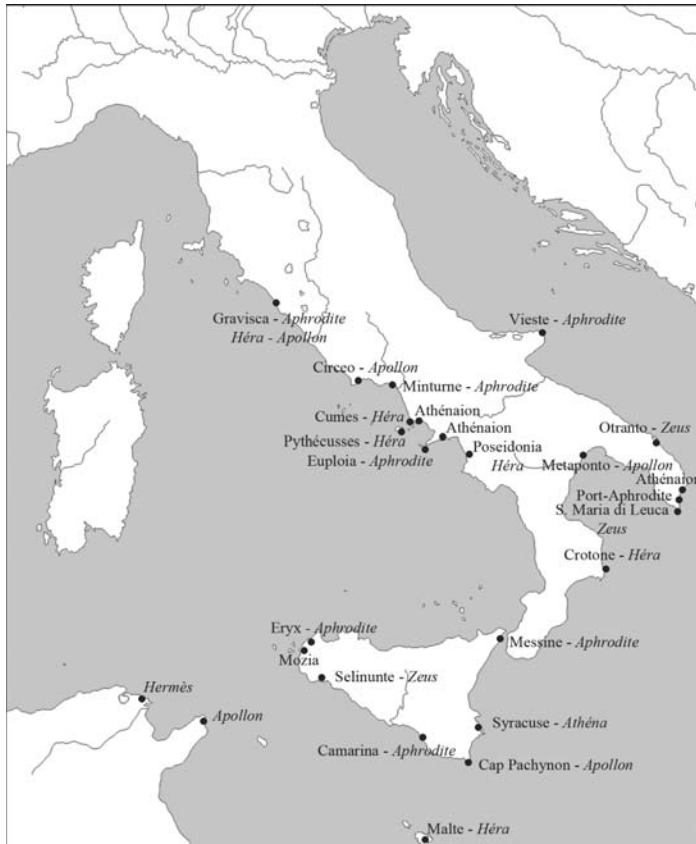 Gravisca - Aphrodite
Héra - Apollon
Vieste - Aphrodite
Circeo - Apollon
Minturne - Aphrodite
Cumes - Héra
Athénaion
Athénaion
Pythécusses - Héra
Euploia - Aphrodite
Poseidonia
Héra
Otranto - Zeus
Metaponto - Apollon
Athénaion
Port-Aphrodite
S. Maria di Leuca
Zeus
Crotone - Héra
Eryx - Aphrodite
Mozia
Messine - Aphrodite
Selinunte - Zeus
Hermès
Apollon
Syracuse - Athéna
Camarina - Aphrodite
Cap Pachynon - Apollon
Malte - Héra